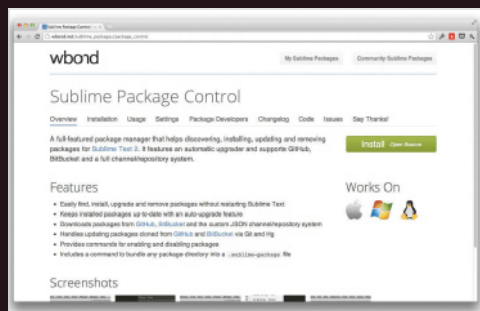 Sublime Package Control
wbond.net/sublime_packages/package_control
wbond
My Sublime Packages Community Sublime Packages
Sublime Package Control
Overview Installation Usage Settings Package Developers Changelog Code Issues Say Thanks!
A full-featured package manager that helps discovering, installing, updating and removing
packages for Sublime Text 2. It features an automatic upgrader and supports GitHub,
BitBucket and a full channel/repository system.
Install Open Source
Features
Works On
• Easily find, install, upgrade and remove packages without restarting Sublime Text
• Keeps installed packages up-to-date with an auto-upgrade feature
• Downloads packages from GitHub, BitBucket and the custom JSON channel/repository system
• Handles updating packages cloned from GitHub and BitBucket via Git and Hg
• Provides commands for enabling and disabling packages
• Includes a command to bundle any package directory into a .sublime-package file
Screenshots